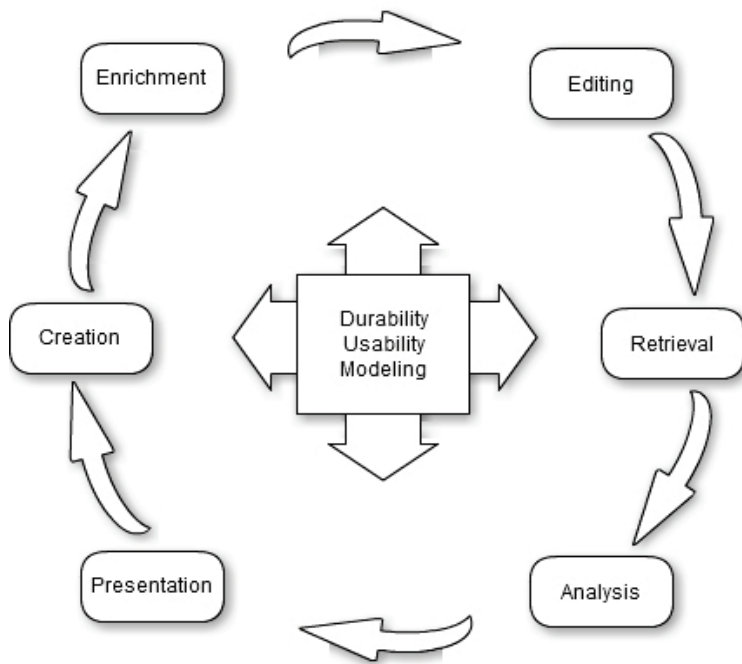 Enrichment
Editing
Durability
Usability
Modeling
Creation
Retrieval
Presentation
Analysis